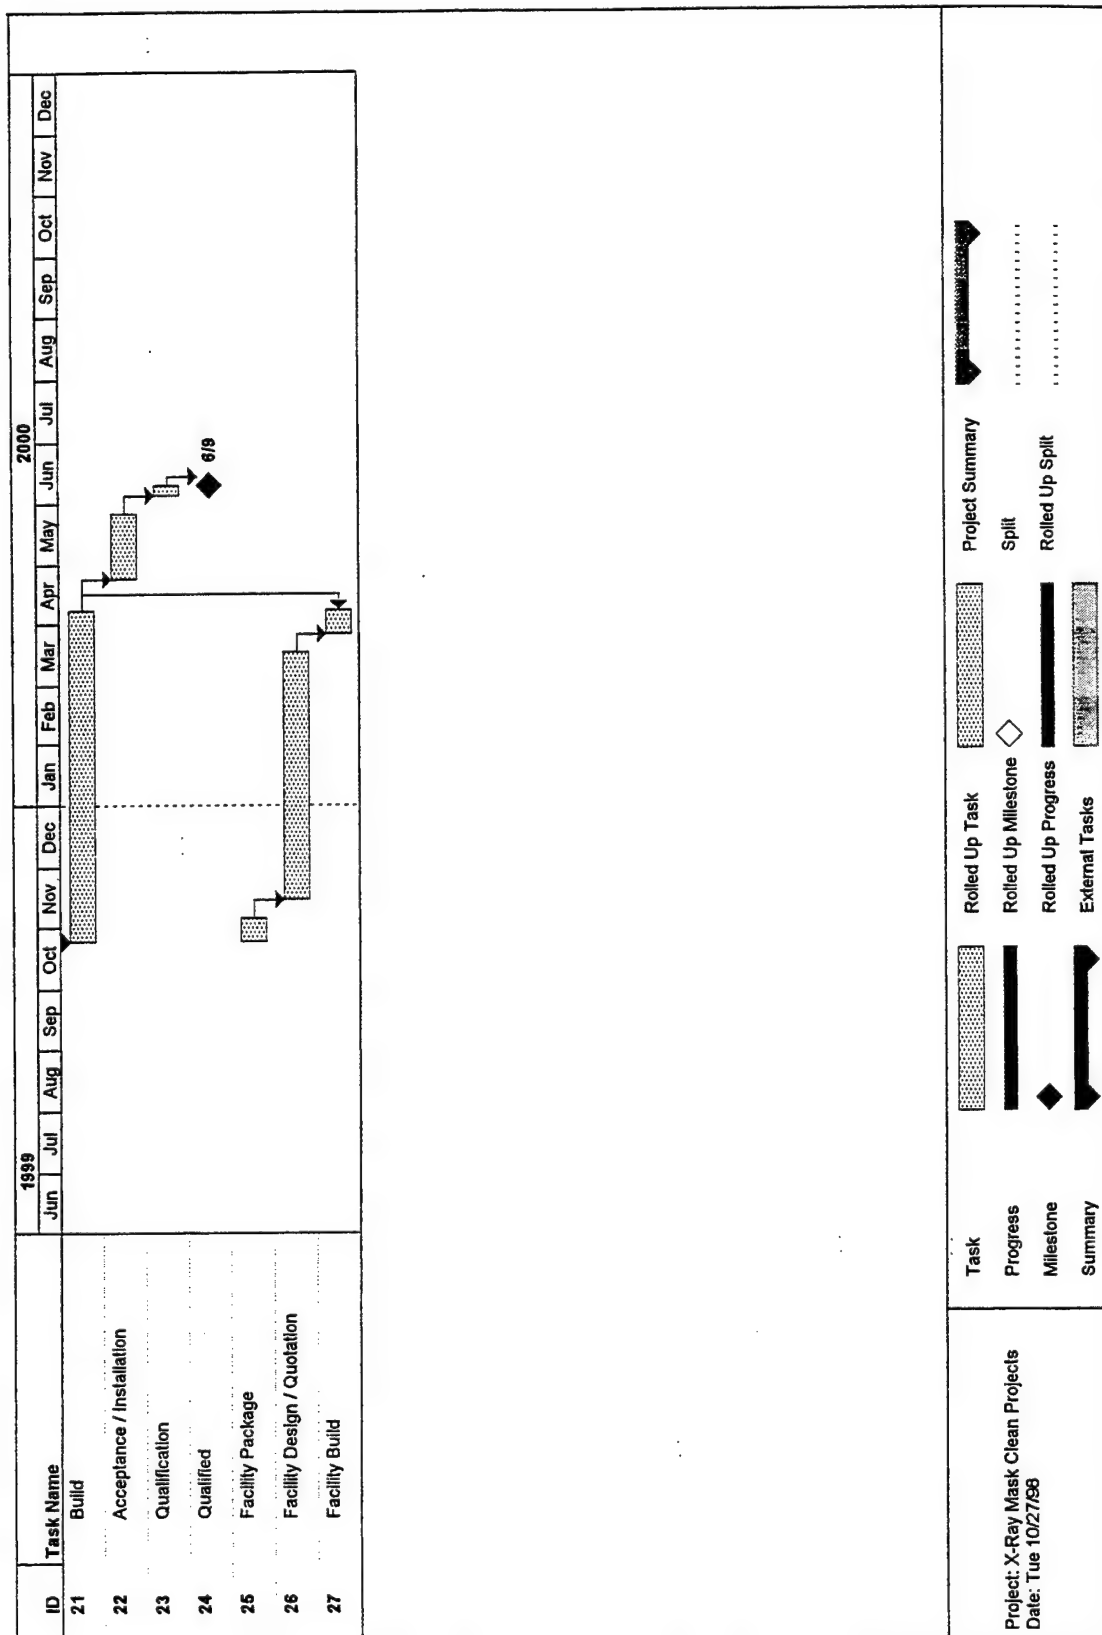 ID Task Name 1999 2000
Jun Jul Aug Sep Oct Nov Dec Jan Feb Mar Apr May Jun Jul Aug Sep Oct Nov Dec
21 Build
22 Acceptance / Installation
23 Qualification
24 Qualified 6/9
25 Facility Package
26 Facility Design / Quotation
27 Facility Build
Project: X-Ray Mask Clean Projects
Date: Tue 10/27/98
Task Rolled Up Task Project Summary
Progress Rolled Up Milestone Split
Milestone Rolled Up Progress Rolled Up Split
Summary External Tasks